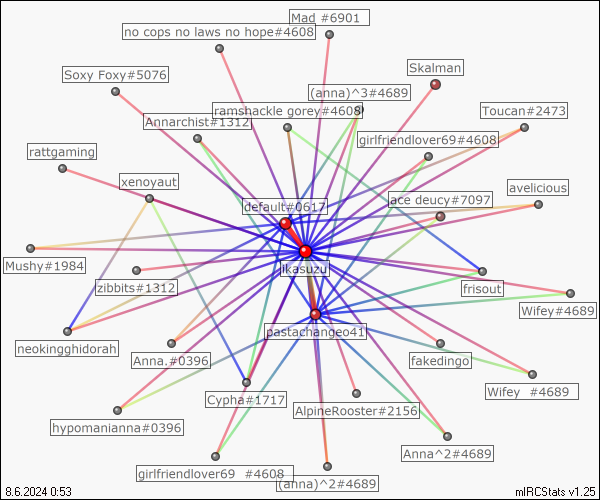 Mad #6901
no cops no laws no hope#4608
Skalman
Soxy Foxy#5076
(anna)^3#4689
ramshackle gorey#4608
Toucan#2473
Annarchist#1312
girlfriendlover69#4608
rattgaming
xenoyaut
avelicious
ace deucy#7097
default#0617
Mushy#1984
ikasuzu
zibbits#1312
frisout
Wifey#4689
neokingghidorah
pastachangeo41
Anna.#0396
fakedingo
Wifey #4689
Cypha#1717
AlpineRooster#2156
hypomanianna#0396
Anna^2#4689
girlfriendlover69 #4608
(anna)^2#4689
8.6.2024 0:53
mIRCStats v1.25